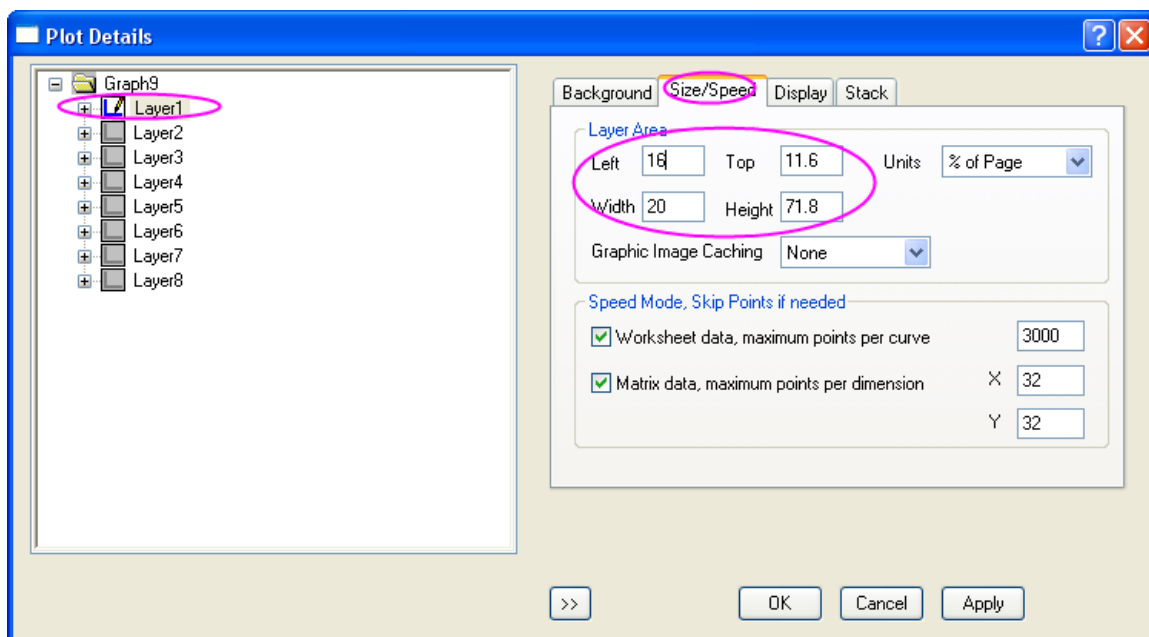 Plot Details
Graph9
Layer1
Layer2
Layer3
Layer4
Layer5
Layer6
Layer7
Layer8
Background Size/Speed Display Stack
Layer Area
Left 16 Top 11.6 Units % of Page
Width 20 Height 71.8
Graphic Image Caching None
Speed Mode, Skip Points if needed
Worksheet data, maximum points per curve 3000
Matrix data, maximum points per dimension X 32
Y 32
>> OK Cancel Apply